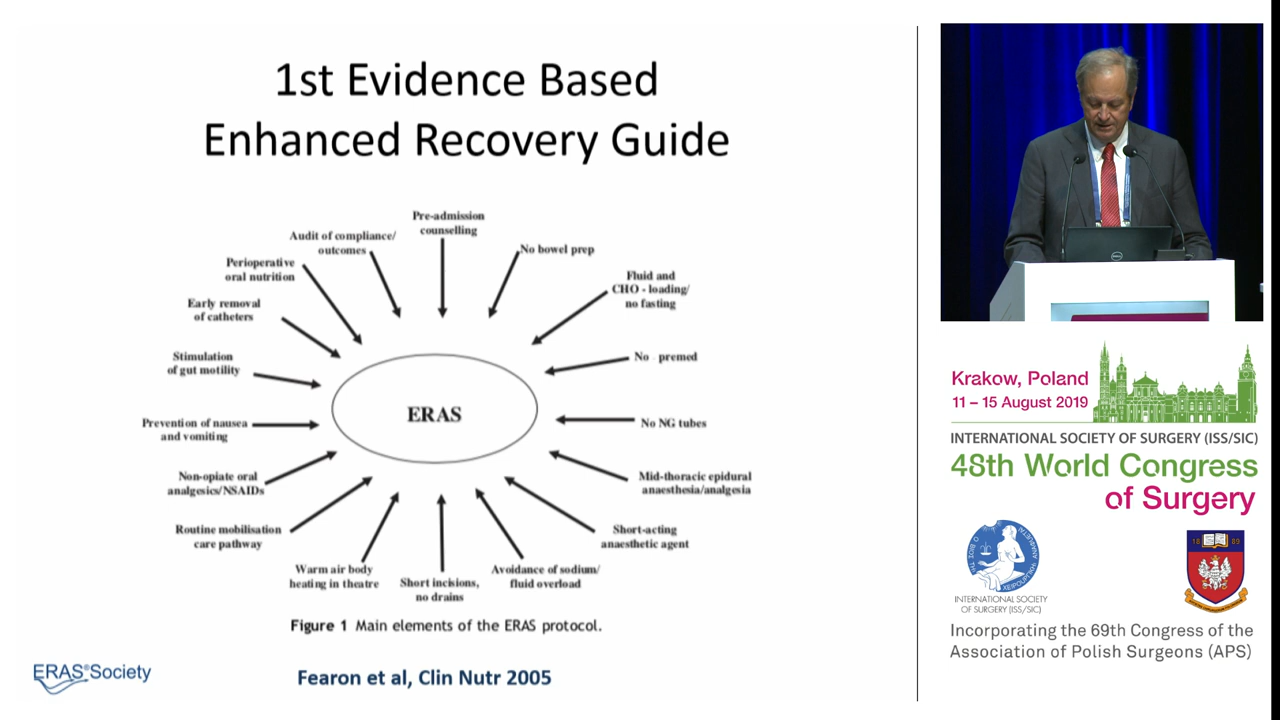 1st Evidence Based
Enhanced Recovery Guide
Pre-admission
counselling
Audit of compliance/
outcomes
No bowel prep
Perioperative
oral nutrition
Fluid and
CHO - loading/
no fasting
Early removal
of catheters
Stimulation
of gut motility
No premed
Prevention of nausea
and vomiting
ERAS
No NG tubes
Non-opiate oral
analgesics/NSAIDs
Mid-thoracic epidural
anaesthesia/analgesia
Routine mobilisation
care pathway
Short-acting
anaesthetic agent
Warm air body
heating in theatre
Short incisions,
no drains
Avoidance of sodium/
fluid overload
Figure 1 Main elements of the ERAS protocol.
ERAS®Society
Fearon et al, Clin Nutr 2005
DELL
Krakow, Poland
11 – 15 August 2019
INTERNATIONAL SOCIETY OF SURGERY (ISS/SIC)
48th World Congress
of Surgery
18 89
INTERNATIONAL SOCIETY
OF SURGERY (ISS/SIC)
Incorporating the 69th Congress of the
Association of Polish Surgeons (APS)